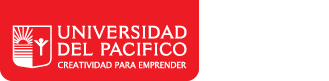 UNIVERSIDAD
DEL PACIFICO
CREATIVIDAD PARA EMPRENDER